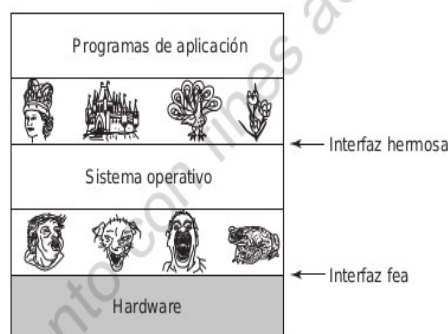 Programas de aplicación
Interfaz hermosa
Sistema operativo
Interfaz fea
Hardware